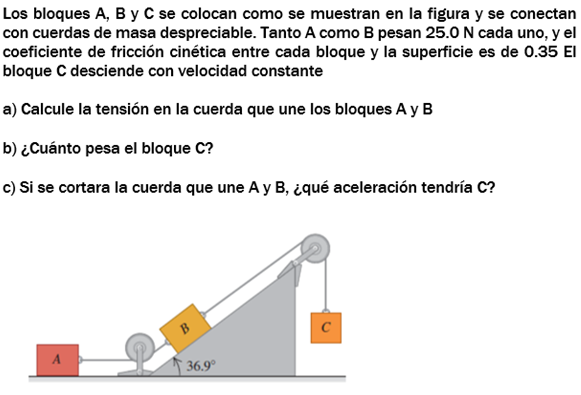 Los bloques A, B y C se colocan como se muestran en la figura y se conectan
con cuerdas de masa despreciable. Tanto A como B pesan 25.0 N cada uno, y el
coeficiente de fricción cinética entre cada bloque y la superficie es de 0.35 El
bloque C desciende con velocidad constante
a) Calcule la tensión en la cuerda que une los bloques A y B
b) ¿Cuánto pesa el bloque C?
c) Si se cortara la cuerda que une A y B, ¿qué aceleración tendría C?
B
C
A
36.9°